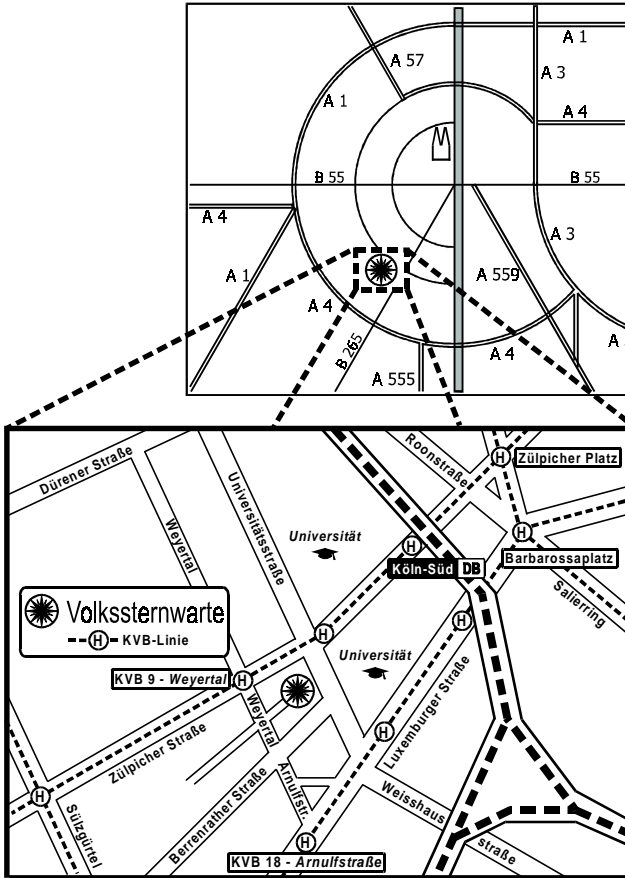 A 1
A 57
A 3
A 1
A 4
B 55
B 55
A 4
A 3
A 1
A 559
A 4
B 265
A 4
A 555
A
Roonstraße
H Zülpicher Platz
Dürener Straße
Universitätsstraße
Weyertal
Universität
H
H
Barbarossaplatz
Köln-Süd DB
Salierring
Volkssternwarte
H KVB-Linie
H
H
Universität
KVB 9 - Weyertal H
Weyertal
Luxemburger Straße
H
Zülpicher Straße
Arnulfstr.
Berrenrather Straße
H
Sülzgürtel
Weisshaus
straße
H
KVB 18 - Arnulfstraße